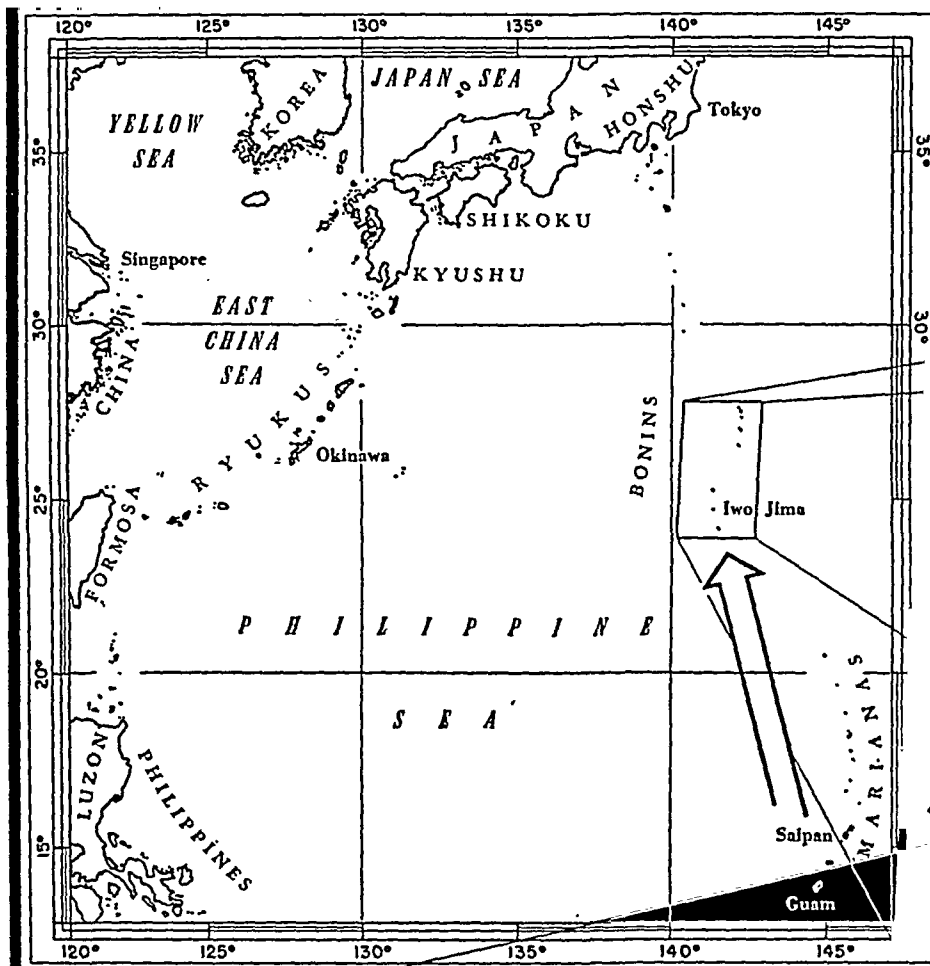 120° 125° 130° 135° 140° 145°
JAPAN SEA
KOREA
YELLOW
SEA
JAPAN
HONSHU
Tokyo
35° 35°
SHIKOKU
Singapore
KYUSHU
EAST
CHINA
SEA
30° 30°
CHINA
RYUKUS
Okinawa
BONINS
25° 25°
Iwo Jima
FORMOSA
PHILIPPINE
SEA
20° 20°
MARIANAS
LUZON
PHILIPPINES
Saipan
15°
Guam
120° 125° 130° 135° 140° 145°